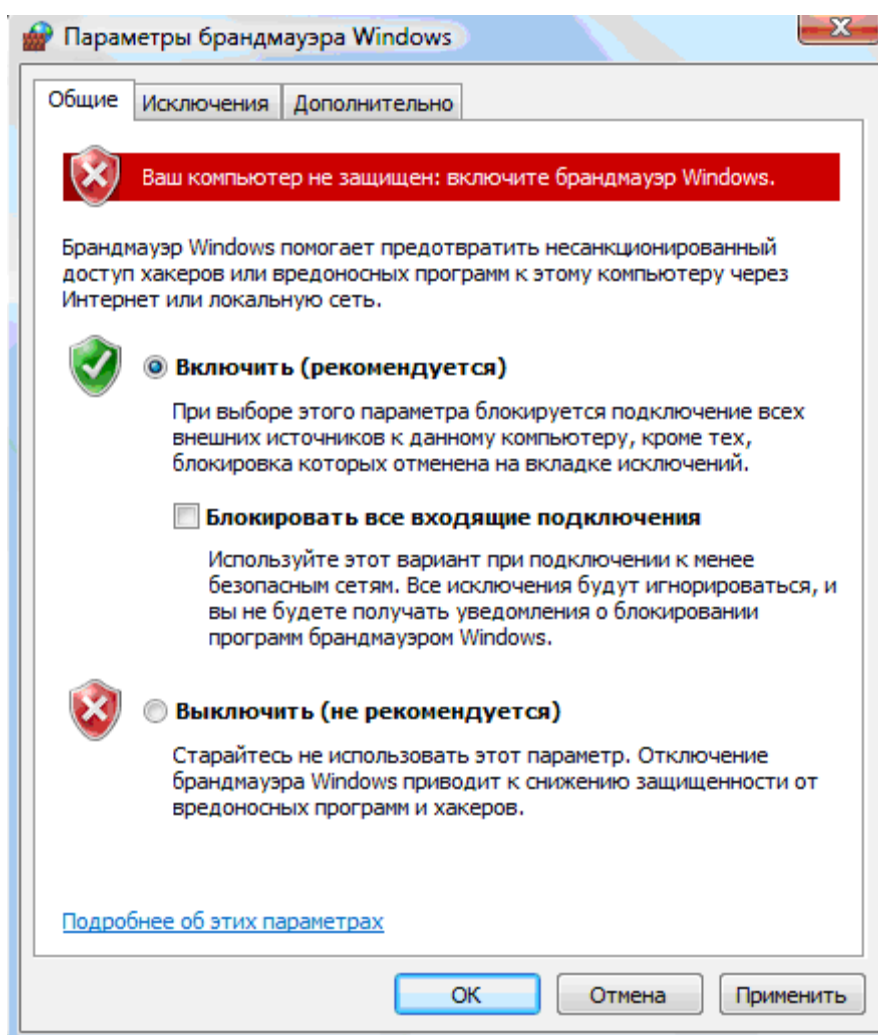 Параметры брандмауэра Windows
Общие Исключения Дополнительно
Ваш компьютер не защищен: включите брандмауэр Windows.
Брандмауэр Windows помогает предотвратить несанкционированный
доступ хакеров или вредоносных программ к этому компьютеру через
Интернет или локальную сеть.
Включить (рекомендуется)
При выборе этого параметра блокируется подключение всех
внешних источников к данному компьютеру, кроме тех,
блокировка которых отменена на вкладке исключений.
Блокировать все входящие подключения
Используйте этот вариант при подключении к менее
безопасным сетям. Все исключения будут игнорироваться, и
вы не будете получать уведомления о блокировании
программ брандмауэром Windows.
Выключить (не рекомендуется)
Старайтесь не использовать этот параметр. Отключение
брандмауэра Windows приводит к снижению защищенности от
вредоносных программ и хакеров.
Подробнее об этих параметрах
ОК Отмена Применить